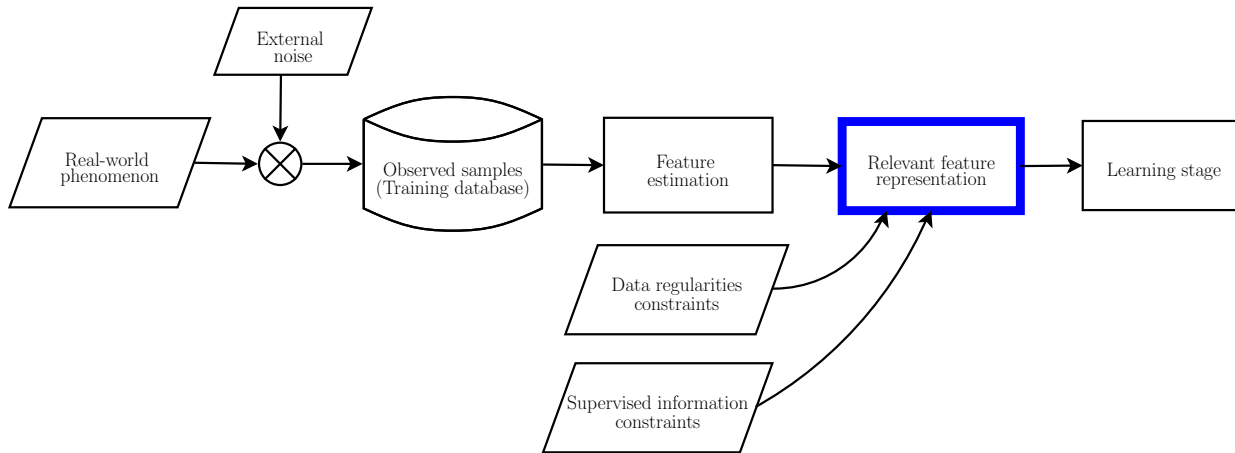 External
noise
Real-world
phenomenon
Observed samples
(Training database)
Feature
estimation
Relevant feature
representation
Learning stage
Data regularities
constraints
Supervised information
constraints